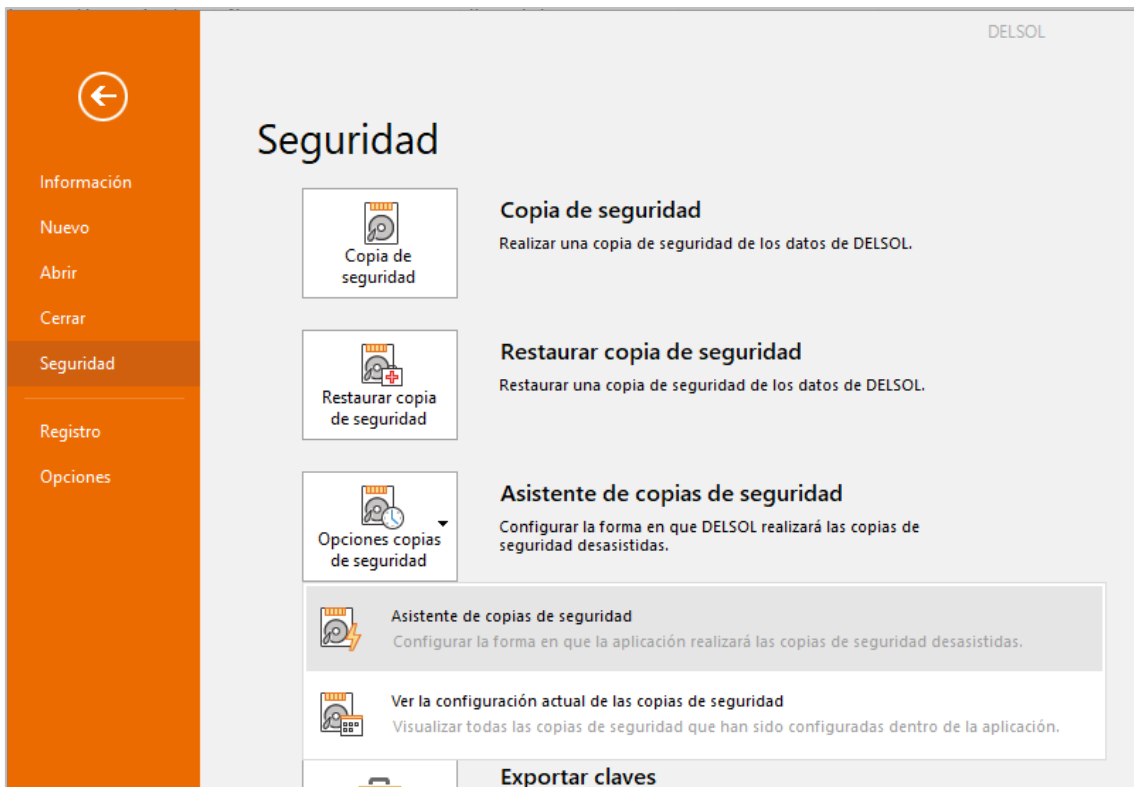 DELSOL
Seguridad
Información
Nuevo
Abrir
Cerrar
Seguridad
Registro
Opciones
Copia de
seguridad
Copia de seguridad
Realizar una copia de seguridad de los datos de DELSOL.
Restaurar copia
de seguridad
Restaurar copia de seguridad
Restaurar una copia de seguridad de los datos de DELSOL.
Opciones copias
de seguridad
Asistente de copias de seguridad
Configurar la forma en que DELSOL realizará las copias de
seguridad desasistidas.
Asistente de copias de seguridad
Configurar la forma en que la aplicación realizará las copias de seguridad desasistidas.
Ver la configuración actual de las copias de seguridad
Visualizar todas las copias de seguridad que han sido configuradas dentro de la aplicación.
Exportar claves